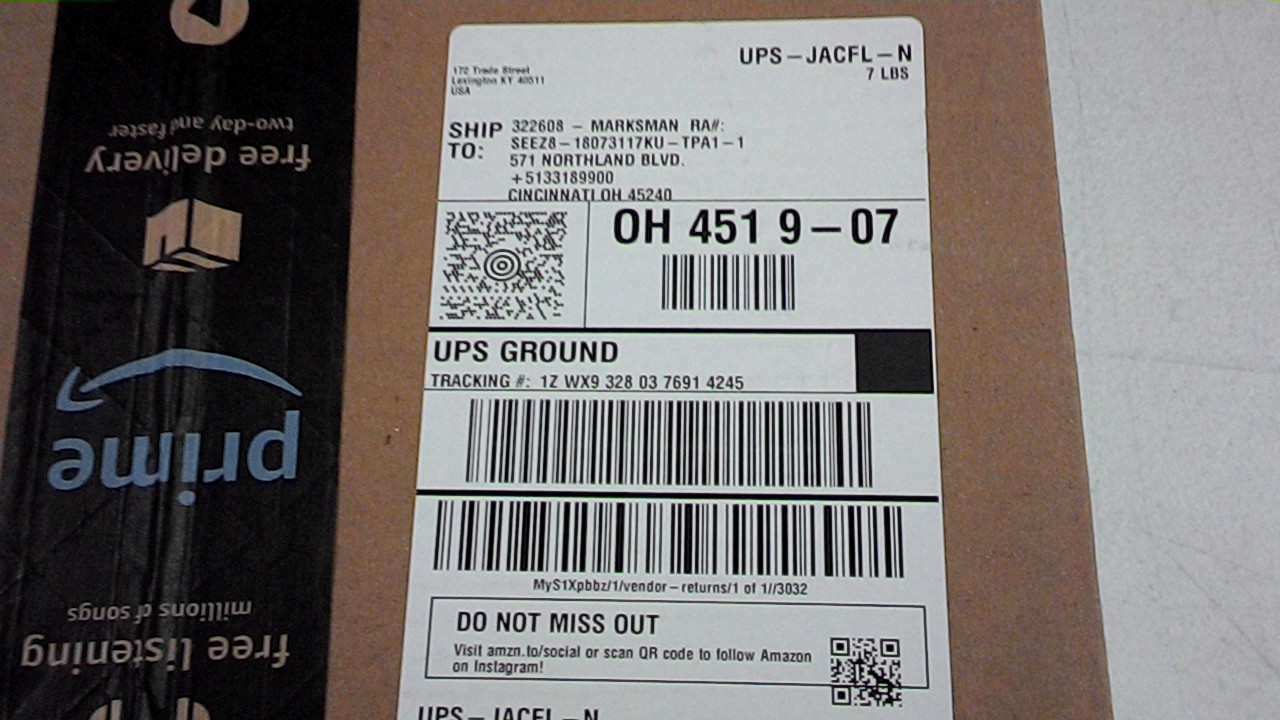 two-day and faster
free delivery
prime
millions of songs
free listening
UPS-JACFL-N
7 LBS
172 Trade Street
Lexington KY 40511
USA
SHIP TO:
322608 - MARKSMAN RA#:
SEEZ8-18073117KU-TPA1-1
571 NORTHLAND BLVD.
+5133189900
CINCINNATI OH 45240
OH 451 9-07
UPS GROUND
TRACKING #: 1Z WX9 328 03 7691 4245
MyS1Xpbbz/1/vendor-returns/1 of 1//3032
DO NOT MISS OUT
Visit amzn.to/social or scan QR code to follow Amazon
on Instagram!
UPS-JACFL-N